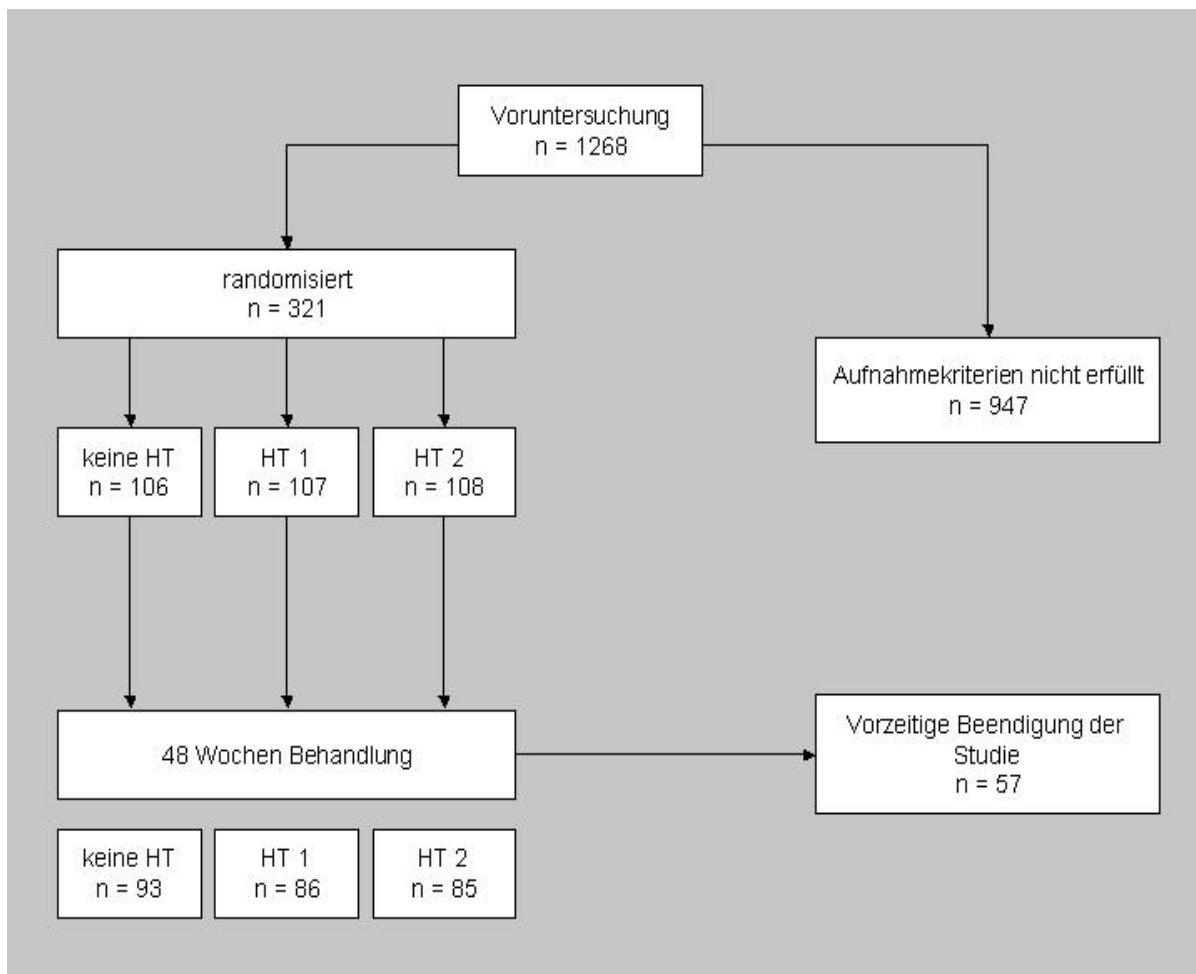 Voruntersuchung
n = 1268
randomisiert
n = 321
Aufnahmekriterien nicht erfüllt
n = 947
keine HT
n = 106
HT 1
n = 107
HT 2
n = 108
48 Wochen Behandlung
Vorzeitige Beendigung der
Studie
n = 57
keine HT
n = 93
HT 1
n = 86
HT 2
n = 85